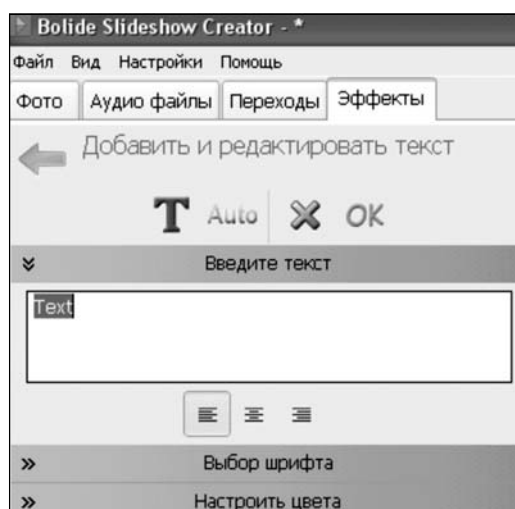 Bolide Slideshow Creator - *
Файл Вид Настройки Помощь
Фото Аудио файлы Переходы Эффекты
Добавить и редактировать текст
T Auto OK
Введите текст
Text
Выбор шрифта
Настроить цвета